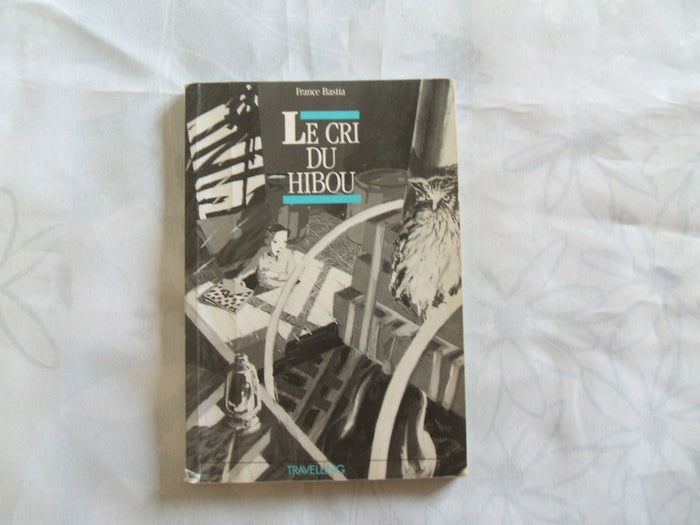 France Bastia
LE CRI
DU
HIBOU
TRAVELLING